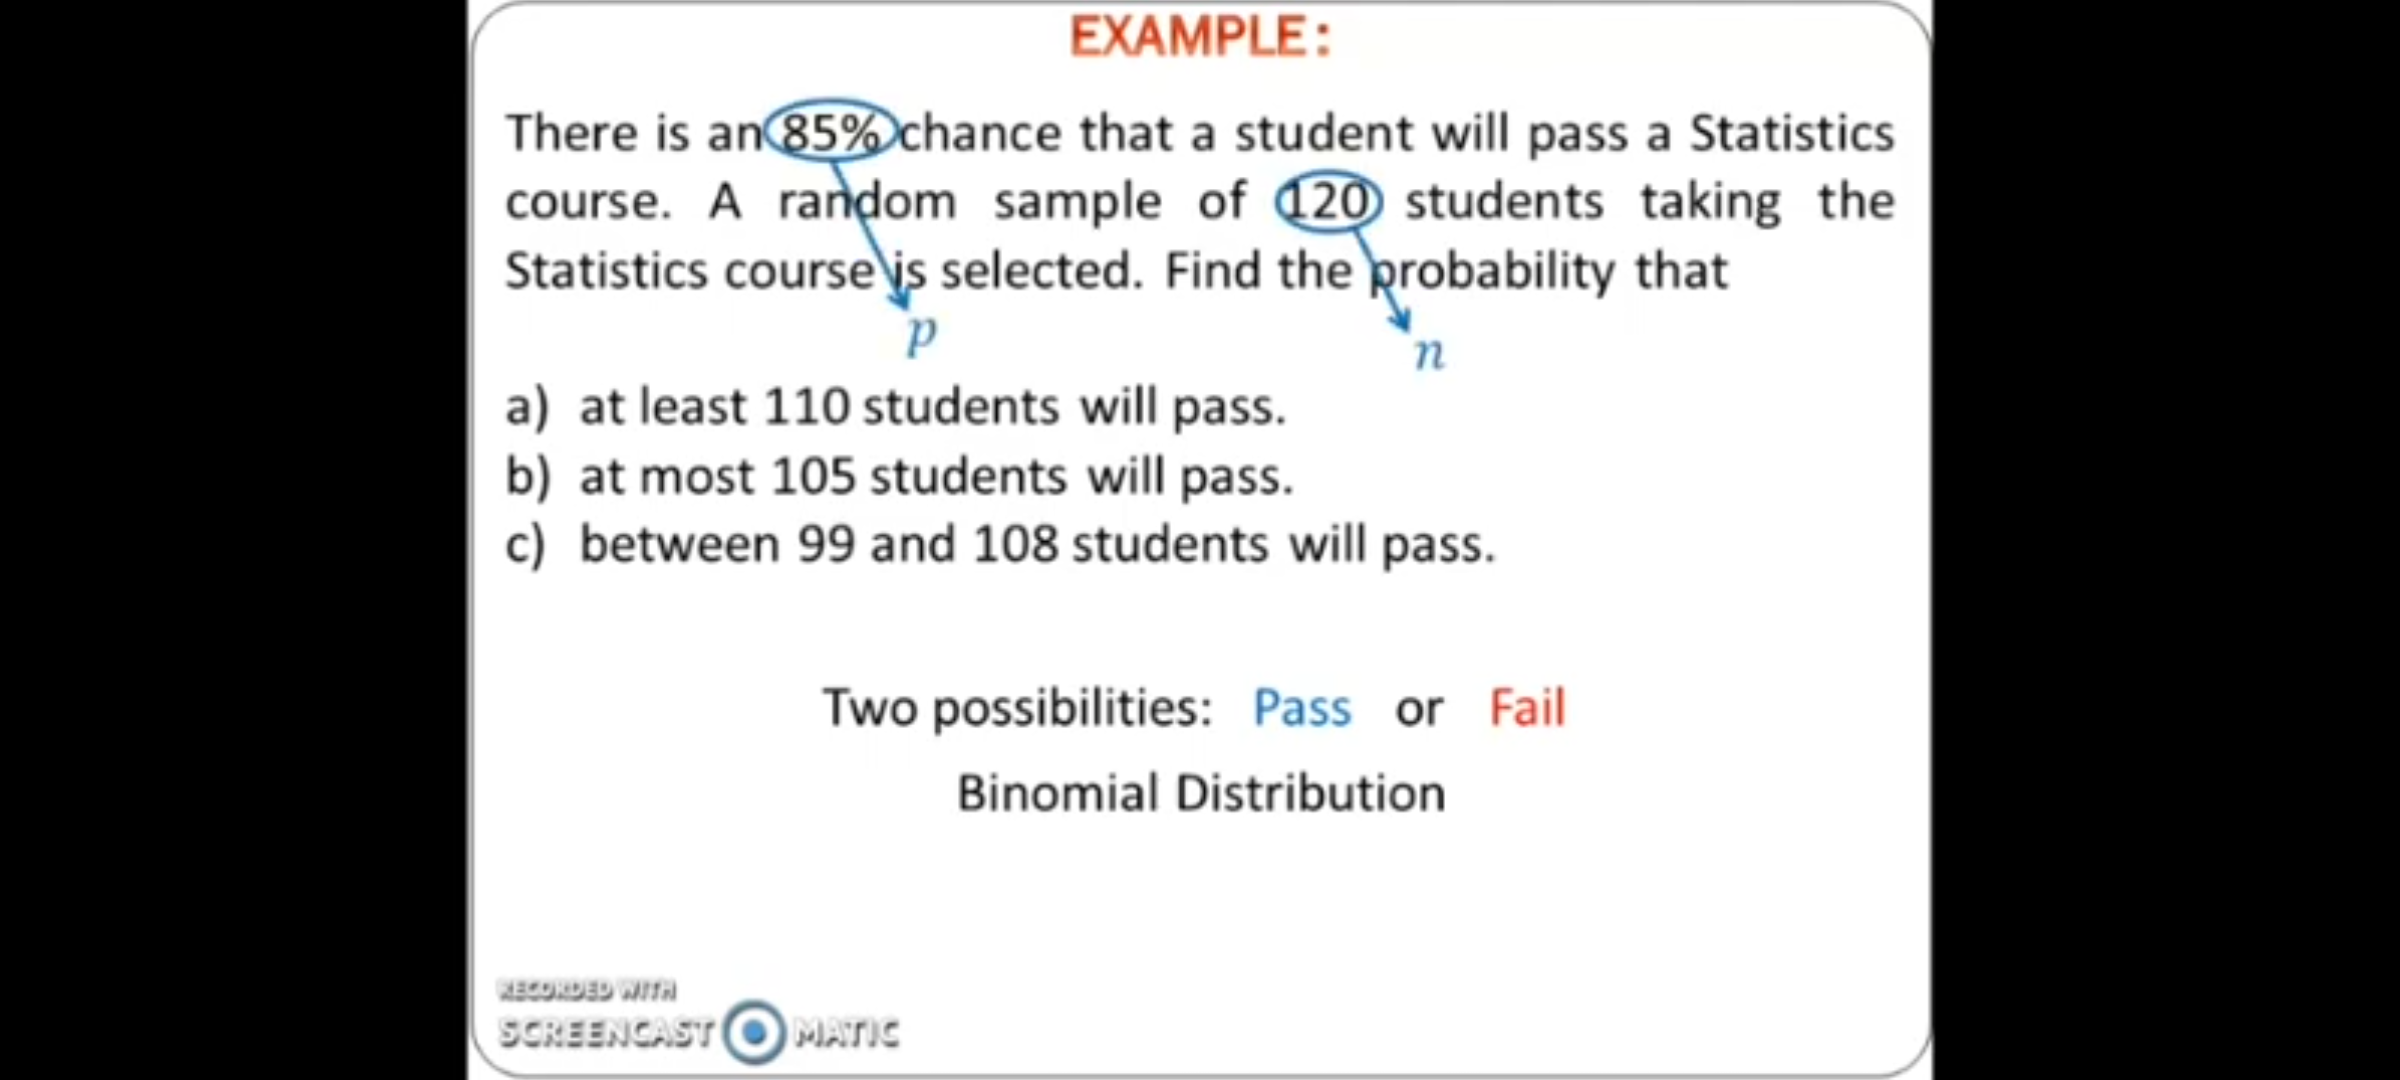 EXAMPLE:
There is an 85% chance that a student will pass a Statistics
course. A random sample of 120 students taking the
Statistics course is selected. Find the probability that
p
n
a) at least 110 students will pass.
b) at most 105 students will pass.
c) between 99 and 108 students will pass.
Two possibilities: Pass or Fail
Binomial Distribution
RECORDED WITH
SCREENCAST MATIC